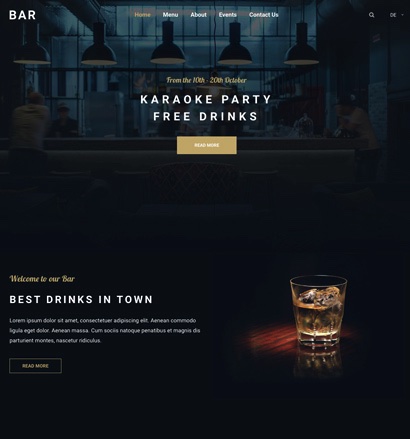 BAR
Home Menu About Events Contact Us DE
From the 10th - 20th October
KARAOKE PARTY
FREE DRINKS
READ MORE
Welcome to our Bar
BEST DRINKS IN TOWN
Lorem ipsum dolor sit amet, consectetuer adipiscing elit. Aenean commodo
ligula eget dolor. Aenean massa. Cum sociis natoque penatibus et magnis dis
parturient montes, nascetur ridiculus.
READ MORE